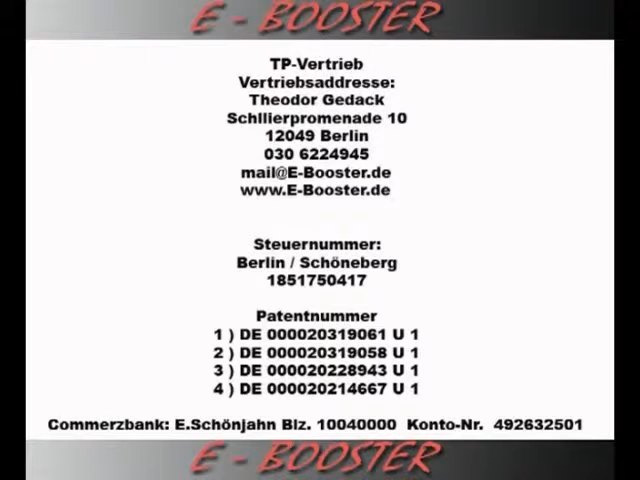 E - BOOSTER
TP-Vertrieb
Vertriebsaddresse:
Theodor Gedack
Schllierpromenade 10
12049 Berlin
030 6224945
mail@E-Booster.de
www.E-Booster.de
Steuernummer:
Berlin / Schöneberg
1851750417
Patentnummer
1 ) DE 000020319061 U 1
2 ) DE 000020319058 U 1
3 ) DE 000020228943 U 1
4 ) DE 000020214667 U 1
Commerzbank: E.Schönjahn Blz. 10040000 Konto-Nr. 492632501
E - BOOSTER